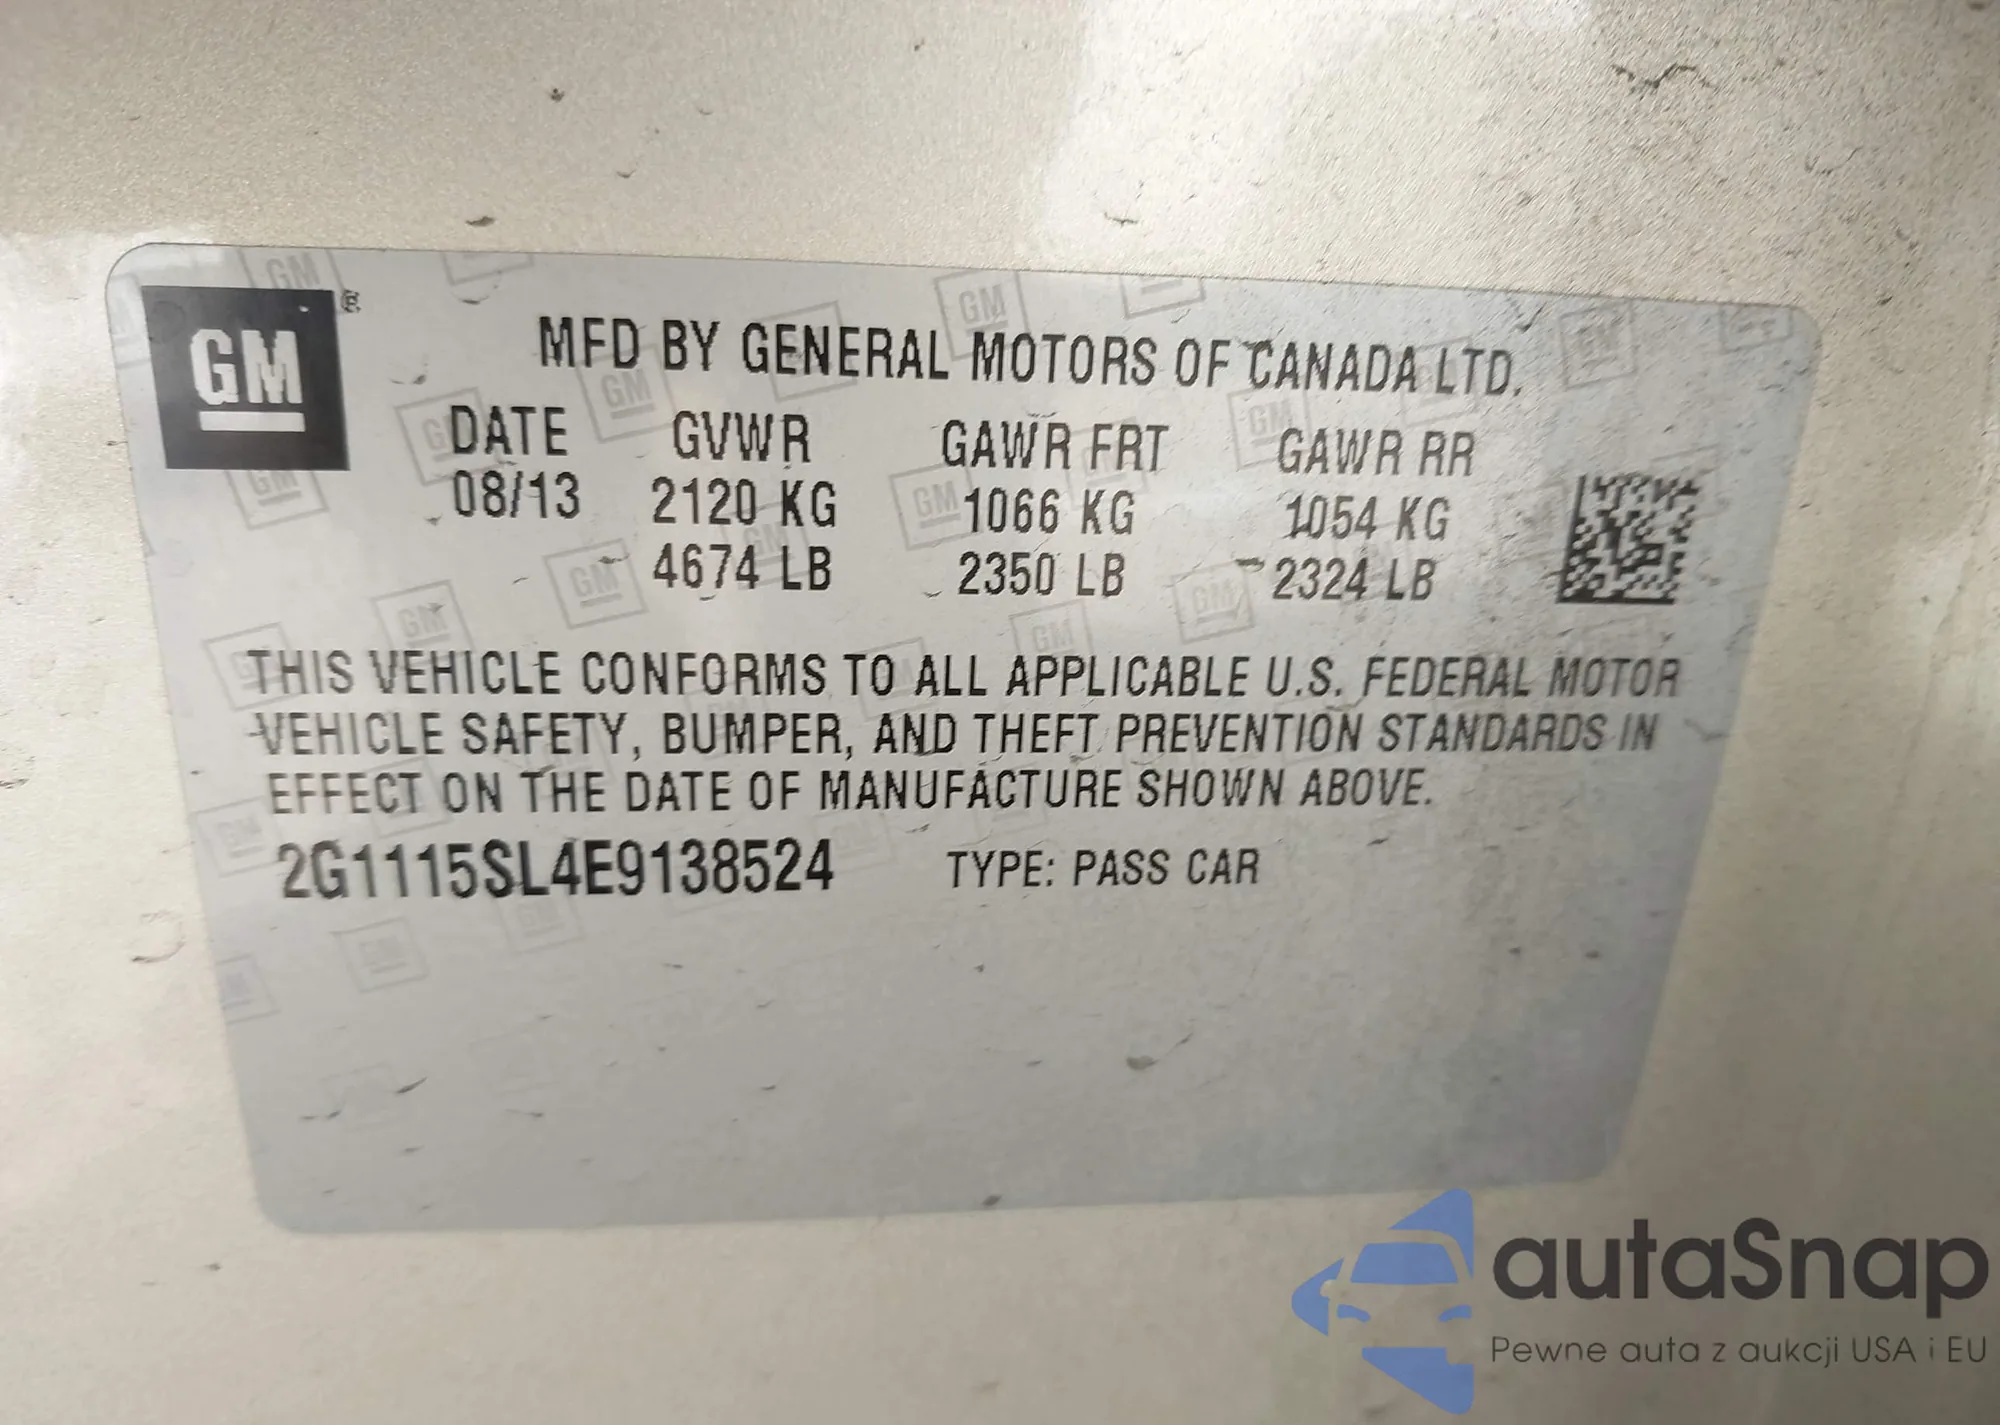 GM ®
MFD BY GENERAL MOTORS OF CANADA LTD.
DATE GVWR GAWR FRT GAWR RR
08/13 2120 KG 1066 KG 1054 KG
4674 LB 2350 LB 2324 LB
THIS VEHICLE CONFORMS TO ALL APPLICABLE U.S. FEDERAL MOTOR
VEHICLE SAFETY, BUMPER, AND THEFT PREVENTION STANDARDS IN
EFFECT ON THE DATE OF MANUFACTURE SHOWN ABOVE.
2G1115SL4E9138524 TYPE: PASS CAR
autaSnap
Pewne auta z aukcji USA i EU